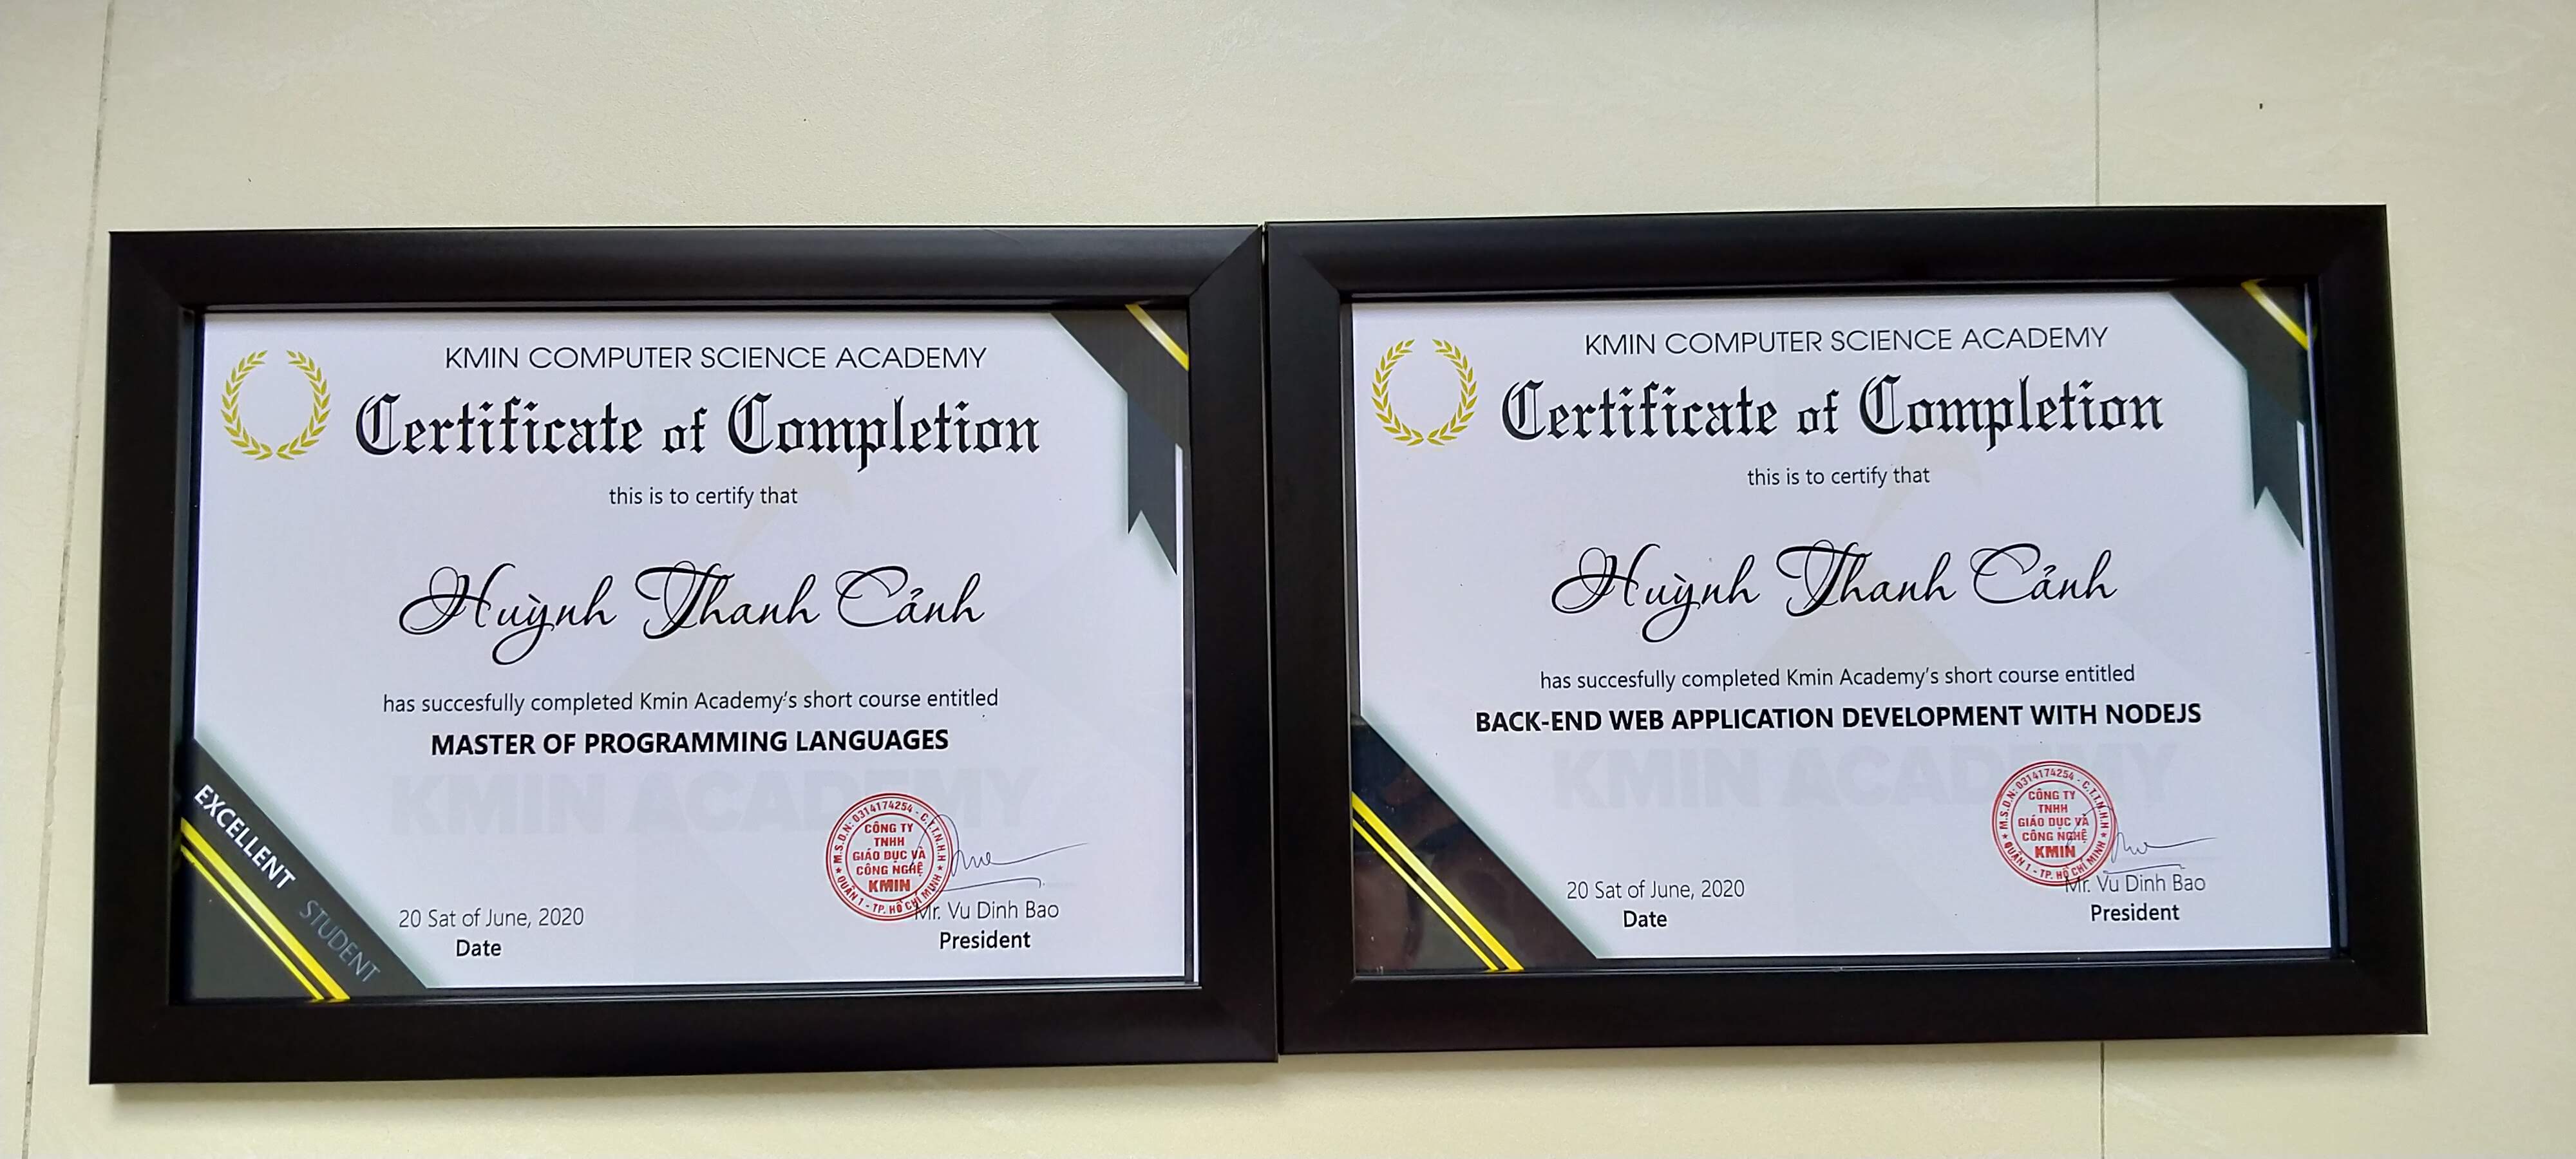 KMIN COMPUTER SCIENCE ACADEMY
Certificate of Completion
this is to certify that
Huỳnh Thanh Cảnh
has succesfully completed Kmin Academy's short course entitled
MASTER OF PROGRAMMING LANGUAGES
KMIN ACADEMY
EXCELLENT STUDENT
M.S.D.N: 0314174254 - C.T.T.N.H.H
CÔNG TY
TNHH
GIÁO DỤC VÀ
CÔNG NGHỆ
KMIN
QUẬN 1 - TP. HỒ CHÍ MINH
20 Sat of June, 2020
Date
Mr. Vu Dinh Bao
President
KMIN COMPUTER SCIENCE ACADEMY
Certificate of Completion
this is to certify that
Huỳnh Thanh Cảnh
has succesfully completed Kmin Academy's short course entitled
BACK-END WEB APPLICATION DEVELOPMENT WITH NODEJS
KMIN ACADEMY
M.S.D.N: 0314174254 - C.T.T.N.H.H
CÔNG TY
TNHH
GIÁO DỤC VÀ
CÔNG NGHỆ
KMIN
QUẬN 1 - TP. HỒ CHÍ MINH
20 Sat of June, 2020
Date
Mr. Vu Dinh Bao
President